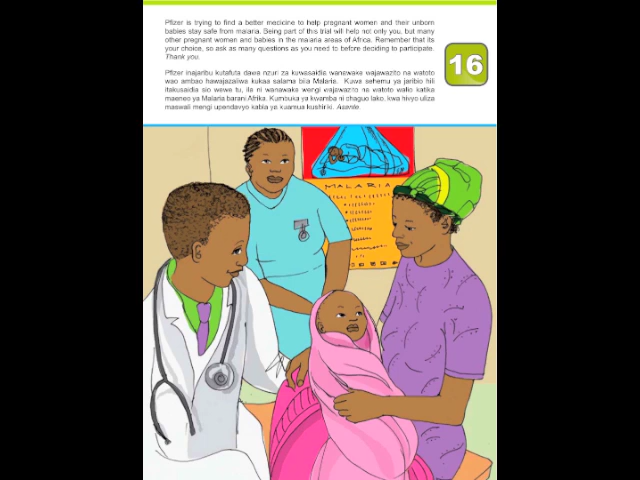 Pfizer is trying to find a better medicine to help pregnant women and their unborn
babies stay safe from malaria. Being part of this trial will help not only you, but many
other pregnant women and babies in the malaria areas of Africa. Remember that its
your choice, so ask as many questions as you need to before deciding to participate.
Thank you.
Pfizer inajaribu kutafuta dawa nzuri za kuwasaidia wanawake wajawazito na watoto
wao ambao hawajazaliwa kukaa salama bila Malaria. Kuwa sehemu ya jaribio hili
itakusaidia sio wewe tu, ila ni wanawake wengi wajawazito na watoto walio katika
maeneo ya Malaria barani Afrika. Kumbuka ya kwamba ni chaguo lako, kwa hivyo uliza
maswali mengi upendavyo kabla ya kuamua kushiriki. Asante.
16
MALARIA